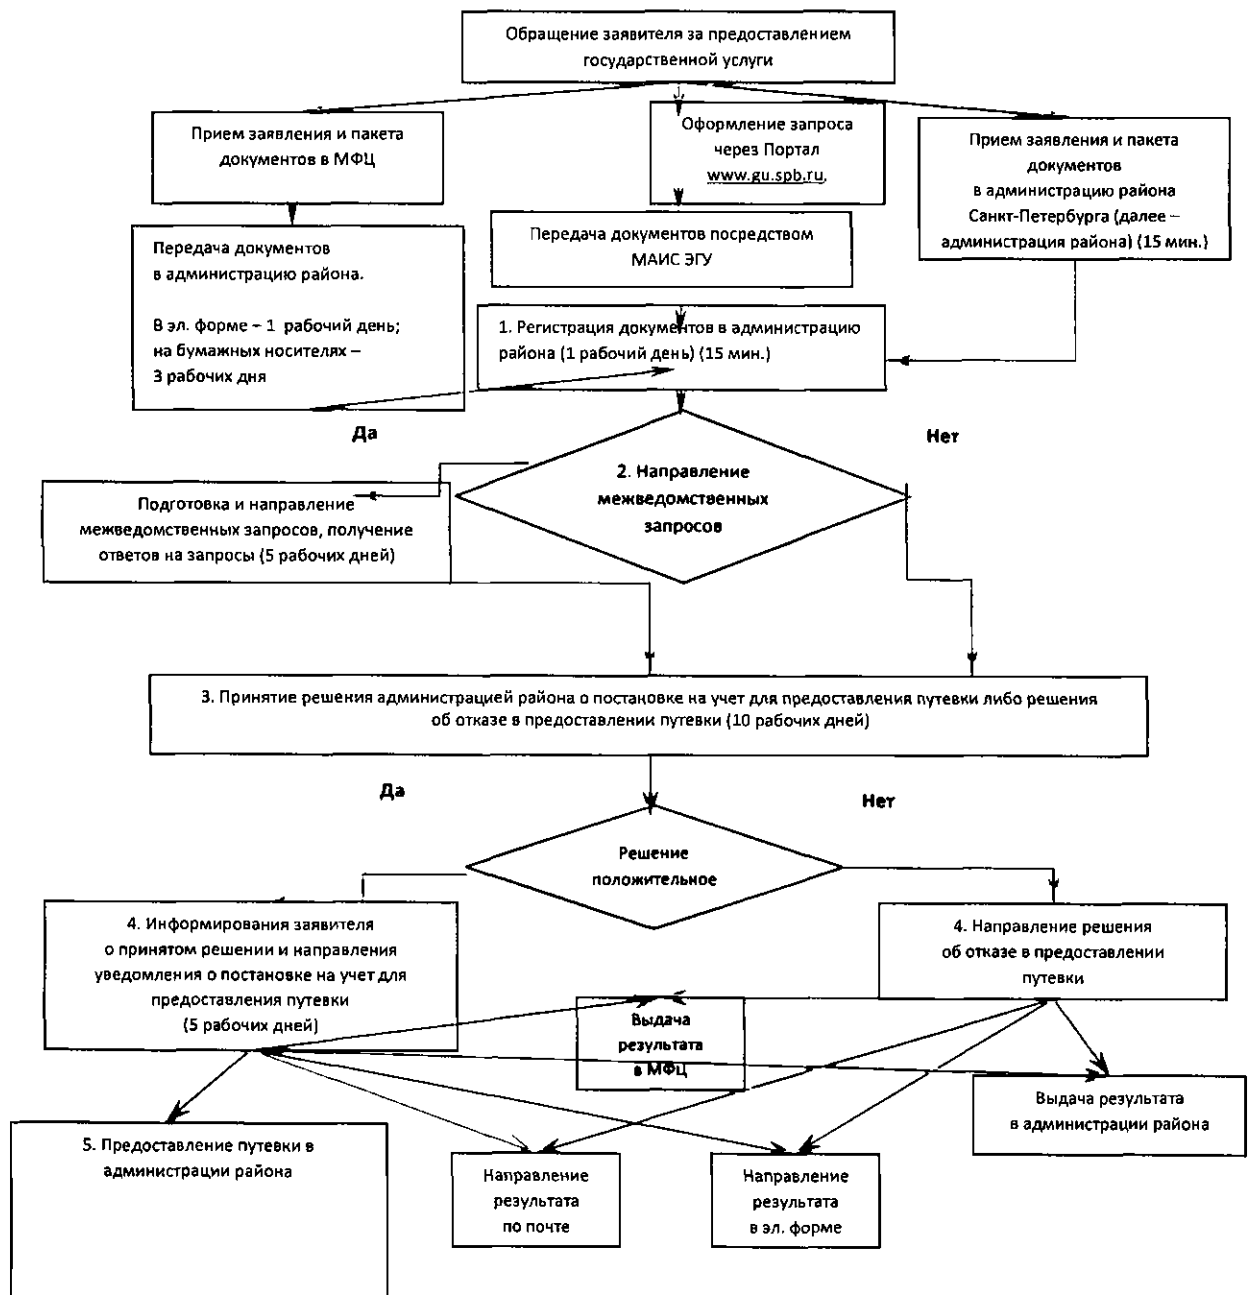 Обращение заявителя за предоставлением
государственной услуги
Прием заявления и пакета
документов в МФЦ
Оформление запроса
через Портал
www.gu.spb.ru.
Прием заявления и пакета
документов
в администрацию района
Санкт-Петербурга (далее –
администрация района) (15 мин.)
Передача документов
в администрацию района.
В эл. форме – 1 рабочий день;
на бумажных носителях –
3 рабочих дня
Передача документов посредством
МАИС ЭГУ
1. Регистрация документов в администрацию
района (1 рабочий день) (15 мин.)
Да
Нет
2. Направление
межведомственных
запросов
Подготовка и направление
межведомственных запросов, получение
ответов на запросы (5 рабочих дней)
3. Принятие решения администрацией района о постановке на учет для предоставления путевки либо решения
об отказе в предоставлении путевки (10 рабочих дней)
Да
Нет
Решение
положительное
4. Информирования заявителя
о принятом решении и направления
уведомления о постановке на учет для
предоставления путевки
(5 рабочих дней)
4. Направление решения
об отказе в предоставлении
путевки
Выдача
результата
в МФЦ
Выдача результата
в администрации района
5. Предоставление путевки в
администрации района
Направление
результата
по почте
Направление
результата
в эл. форме